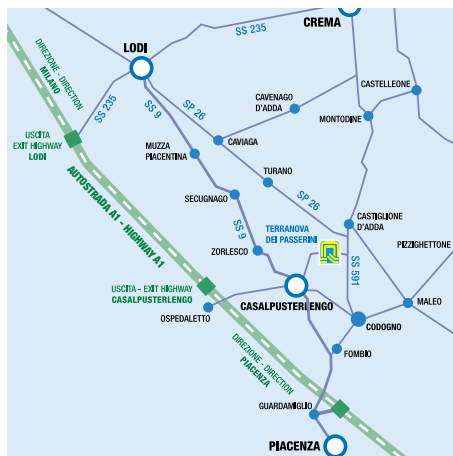 SS 235
CREMA
LODI
DIREZIONE - DIRECTION
MILANO
SS 235
SS 9
SP 26
CASTELLEONE
CAVENAGO
D'ADDA
MONTODINE
USCITA
EXIT HIGHWAY
LODI
CAVIAGA
MUZZA
PIACENTINA
TURANO
AUTOSTRADA A1 - HIGHWAY A1
SECUGNAGO
SP 26
CASTIGLIONE
D'ADDA
SS 9
TERRANOVA
DEI PASSERINI
PIZZIGHETTONE
ZORLESCO
SS 591
USCITA - EXIT HIGHWAY
CASALPUSTERLENGO
CASALPUSTERLENGO
MALEO
OSPEDALETTO
CODOGNO
DIREZIONE - DIRECTION
PIACENZA
FOMBIO
GUARDAMIGLIO
PIACENZA